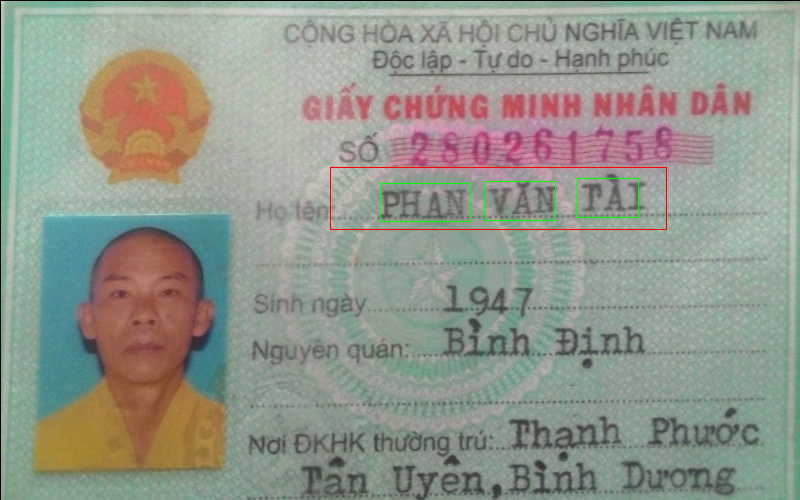 CỘNG HÒA XÃ HỘI CHỦ NGHĨA VIỆT NAM
Độc lập - Tự do - Hạnh phúc
GIẤY CHỨNG MINH NHÂN DÂN
SỐ 280261758
Họ tên: PHAN VĂN TÀI
Sinh ngày 1947
Nguyên quán: Bình Định
Nơi ĐKHK thường trú: Thạnh Phước
Tân Uyên, Bình Dương